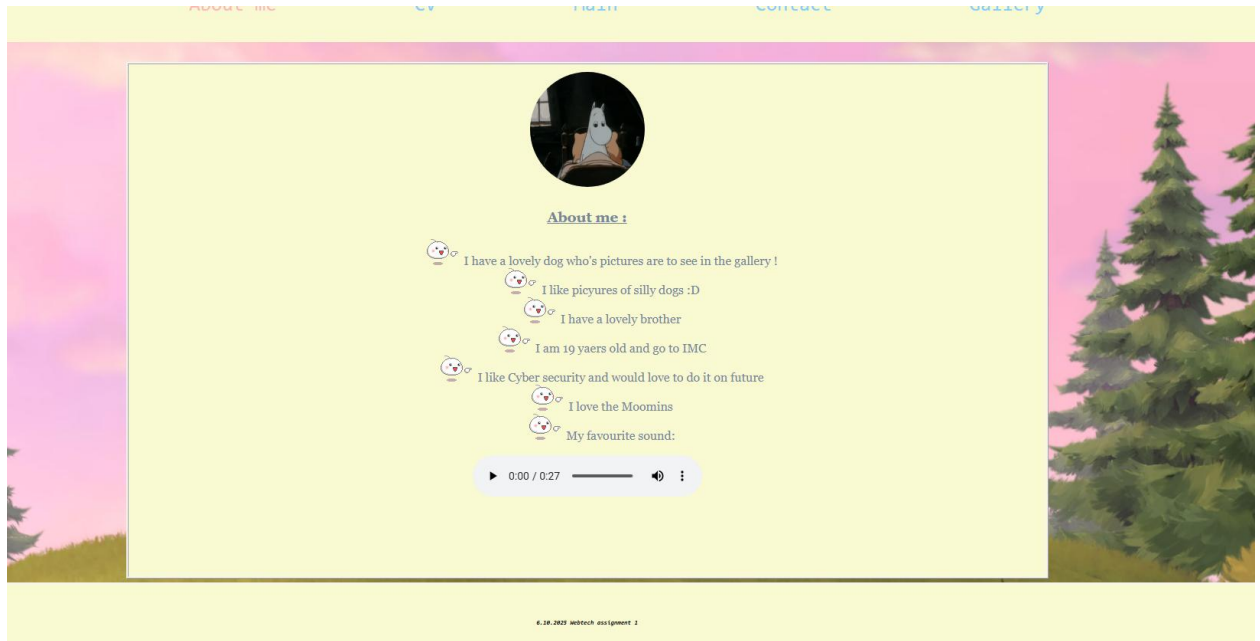 About me CV Main Contact Gallery
About me :
I have a lovely dog who's pictures are to see in the gallery !
I like picyures of silly dogs :D
I have a lovely brother
I am 19 yaers old and go to IMC
I like Cyber security and would love to do it on future
I love the Moomins
My favourite sound:
0:00 / 0:27
6.10.2025 Webtech assignment 1